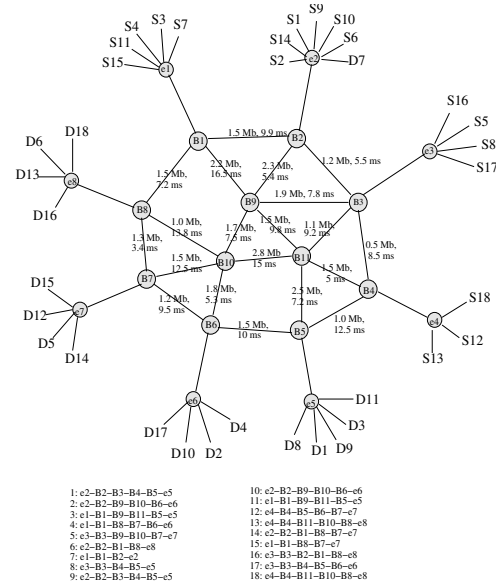 S9
S3
S1
S10
S4
S7
S11
S14
S6
S15
e1
S2
e2
D7
S16
S5
D18
B1
1.5 Mb, 9.9 ms
B2
D6
e3
S8
1.2 Mb, 5.5 ms
S17
D13
e8
1.5 Mb,
7.2 ms
2.2 Mb,
16.5 ms
2.3 Mb,
5.4 ms
1.9 Mb, 7.8 ms
D16
B8
B9
B3
1.0 Mb,
13.8 ms
1.7 Mb,
7.5 ms
1.5 Mb,
9.8 ms
1.1 Mb,
9.2 ms
1.3 Mb,
3.4 ms
0.5 Mb,
8.5 ms
1.5 Mb,
12.5 ms
B10
2.8 Mb
15 ms
B11
1.5 Mb,
5 ms
D15
B7
B4
D12
e7
1.2 Mb,
9.5 ms
1.8 Mb,
5.3 ms
2.5 Mb,
7.2 ms
S18
D5
1.0 Mb,
12.5 ms
e4
S12
D14
B6
1.5 Mb,
10 ms
B5
S13
e6
e5
D11
D17
D4
D3
D10
D2
D8
D1
D9
1: e2−B2−B3−B4−B5−e5
2: e2−B2−B9−B10−B6−e6
3: e1−B1−B9−B11−B5−e5
4: e1−B1−B8−B7−B6−e6
5: e3−B3−B9−B10−B7−e7
6: e2−B2−B1−B8−e8
7: e1−B1−B2−e2
8: e3−B3−B4−B5−e5
9: e2−B2−B3−B4−B5−e5
10: e2−B2−B9−B10−B6−e6
11: e1−B1−B9−B11−B5−e5
12: e4−B4−B5−B6−B7−e7
13: e4−B4−B11−B10−B8−e8
14: e2−B2−B1−B8−B7−e7
15: e1−B1−B8−B7−e7
16: e3−B3−B2−B1−B8−e8
17: e3−B3−B4−B5−B6−e6
18: e4−B4−B11−B10−B8−e8